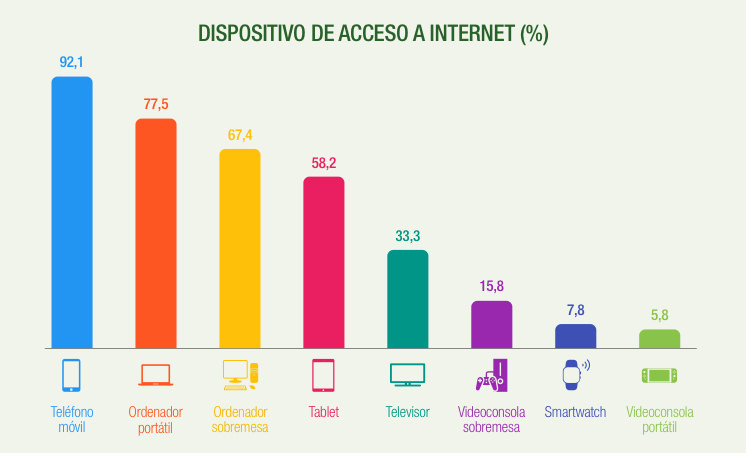 DISPOSITIVO DE ACCESO A INTERNET (%)
92,1
77,5
67,4
58,2
33,3
15,8
7,8
5,8
Teléfono
móvil
Ordenador
portátil
Ordenador
sobremesa
Tablet
Televisor
Videoconsola
sobremesa
Smartwatch
Videoconsola
portátil